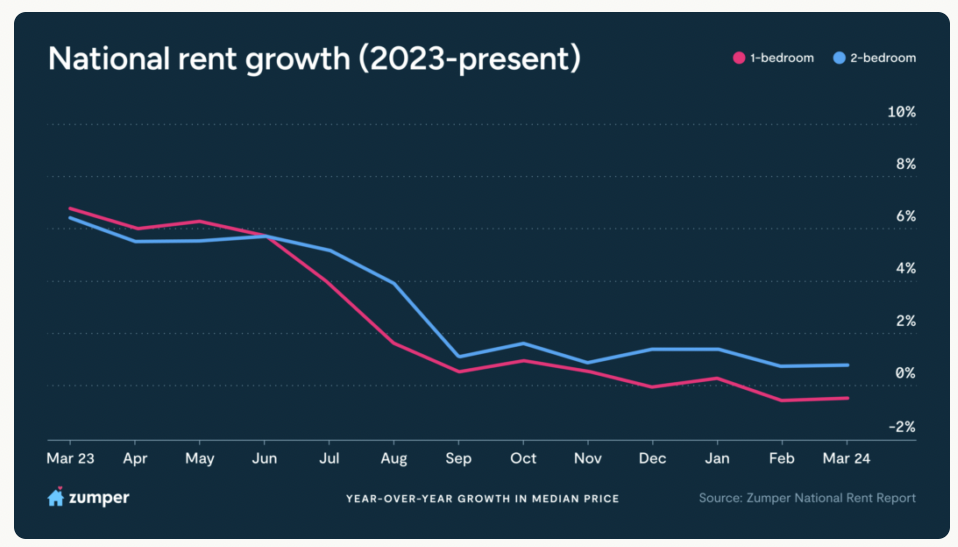 National rent growth (2023-present)
1-bedroom 2-bedroom
10%
8%
6%
4%
2%
0%
-2%
Mar 23 Apr May Jun Jul Aug Sep Oct Nov Dec Jan Feb Mar 24
zumper YEAR-OVER-YEAR GROWTH IN MEDIAN PRICE Source: Zumper National Rent Report